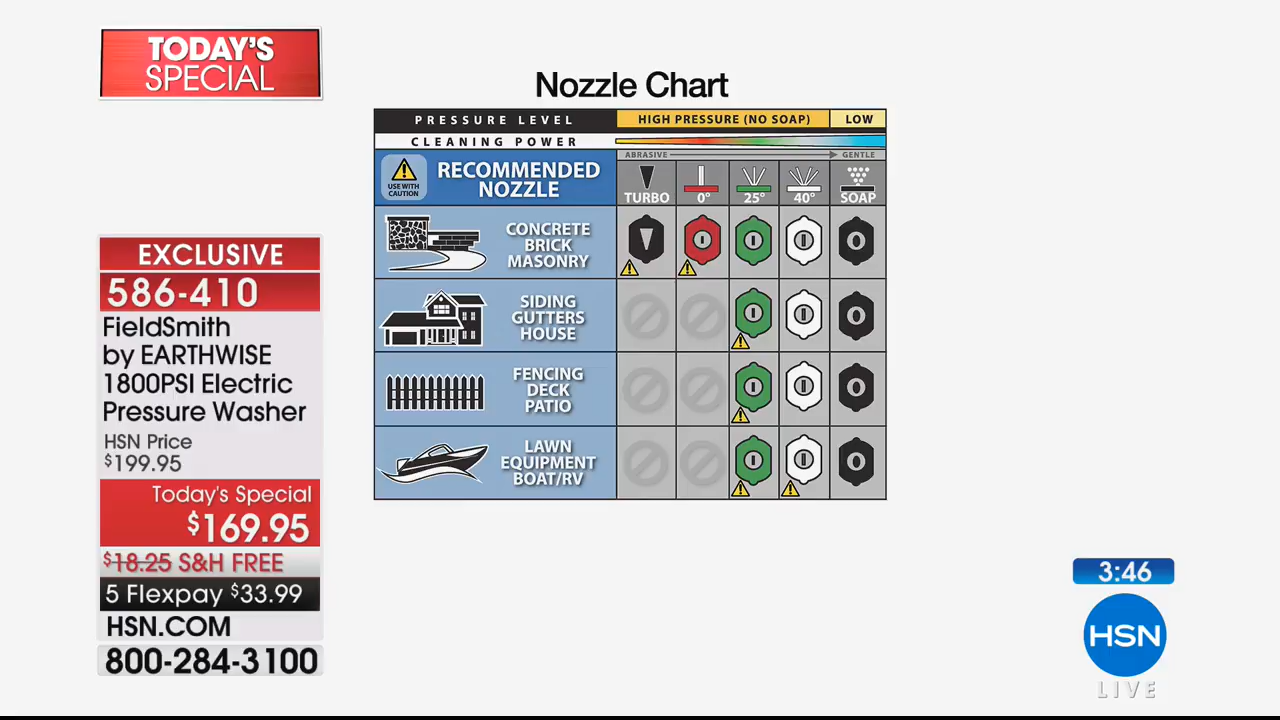 TODAY'S
SPECIAL
Nozzle Chart
PRESSURE LEVEL
HIGH PRESSURE (NO SOAP)
LOW
CLEANING POWER
ABRASIVE
GENTLE
USE WITH
CAUTION
RECOMMENDED
NOZZLE
TURBO
0°
25°
40°
SOAP
CONCRETE
BRICK
MASONRY
SIDING
GUTTERS
HOUSE
FENCING
DECK
PATIO
LAWN
EQUIPMENT
BOAT/RV
EXCLUSIVE
586-410
FieldSmith
by EARTHWISE
1800PSI Electric
Pressure Washer
HSN Price
$199.95
Today's Special
$169.95
$18.25 S&H FREE
5 Flexpay $33.99
HSN.COM
800-284-3100
3:46
HSN
LIVE